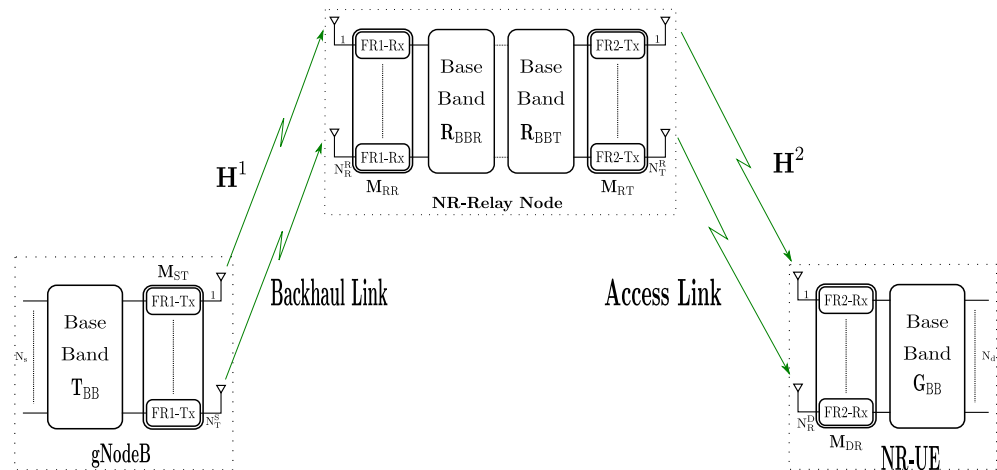 1
FR1-Rx
Base
Band
R_BBR
Base
Band
R_BBT
FR2-Tx
1
N_R^R
FR1-Rx
FR2-Tx
N_T^R
M_RR
M_RT
NR-Relay Node
H^1
H^2
Backhaul Link
Access Link
M_ST
N_s
Base
Band
T_BB
FR1-Tx
1
FR1-Tx
N_T^S
gNodeB
1
FR2-Rx
Base
Band
G_BB
N_d
N_R^D
FR2-Rx
M_DR
NR-UE